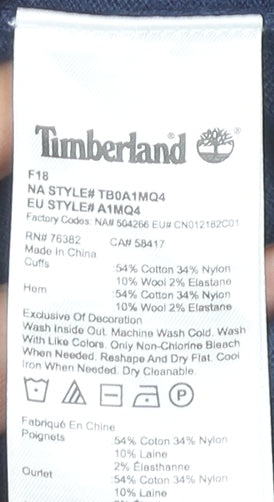 Timberland®
F18
NA STYLE# TB0A1MQ4
EU STYLE# A1MQ4
Factory Codes: NA# 504266 EU# CN012182C01
RN# 76382 CA# 58417
Made In China
Cuffs :54% Cotton 34% Nylon
10% Wool 2% Elastane
Hem :54% Cotton 34% Nylon
10% Wool 2% Elastane
Exclusive Of Decoration
Wash Inside Out. Machine Wash Cold. Wash
With Like Colors. Only Non-Chlorine Bleach
When Needed. Reshape And Dry Flat. Cool
Iron When Needed. Dry Cleanable.
P
Fabriqué En Chine
Poignets :54% Coton 34% Nylon
10% Laine
2% Élasthanne
Ourlet :54% Coton 34% Nylon
10% Laine